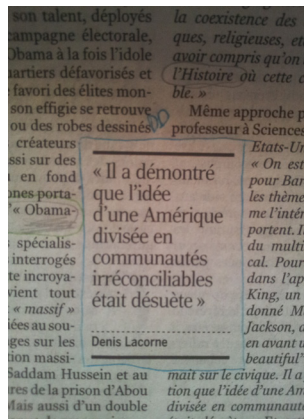 son talent, déployés
campagne électorale,
Obama à la fois l'idole
quartiers défavorisés et
favori des élites mon-
son effigie se retrouve
ou des robes dessinés
créateurs
ssi sur des
en fond
ones porta-
« Obama-
spécialis-
interrogés
te incroya-
vient tout
« massif »
iées au sou-
ges sur les
tion massi-
Saddam Hussein et au
res de la prison d'Abou
Mais aussi d'un double
« Il a démontré
que l'idée
d'une Amérique
divisée en
communautés
irréconciliables
était désuète »
Denis Lacorne
la coexistence des
ques, religieuses, et
avoir compris qu'on
l'Histoire où cette
ble. »
Même approche p
professeur à Sciences
Etats-Un
« On est
pour Bar
les thème
me l'intér
portent. Il
du multi
cal. Pour
dans l'ap
King, un
donné M
Jackson, a
en avant u
beautiful"
mait sur le civique. Il a
tion que l'idée d'une Am
divisée en communaut